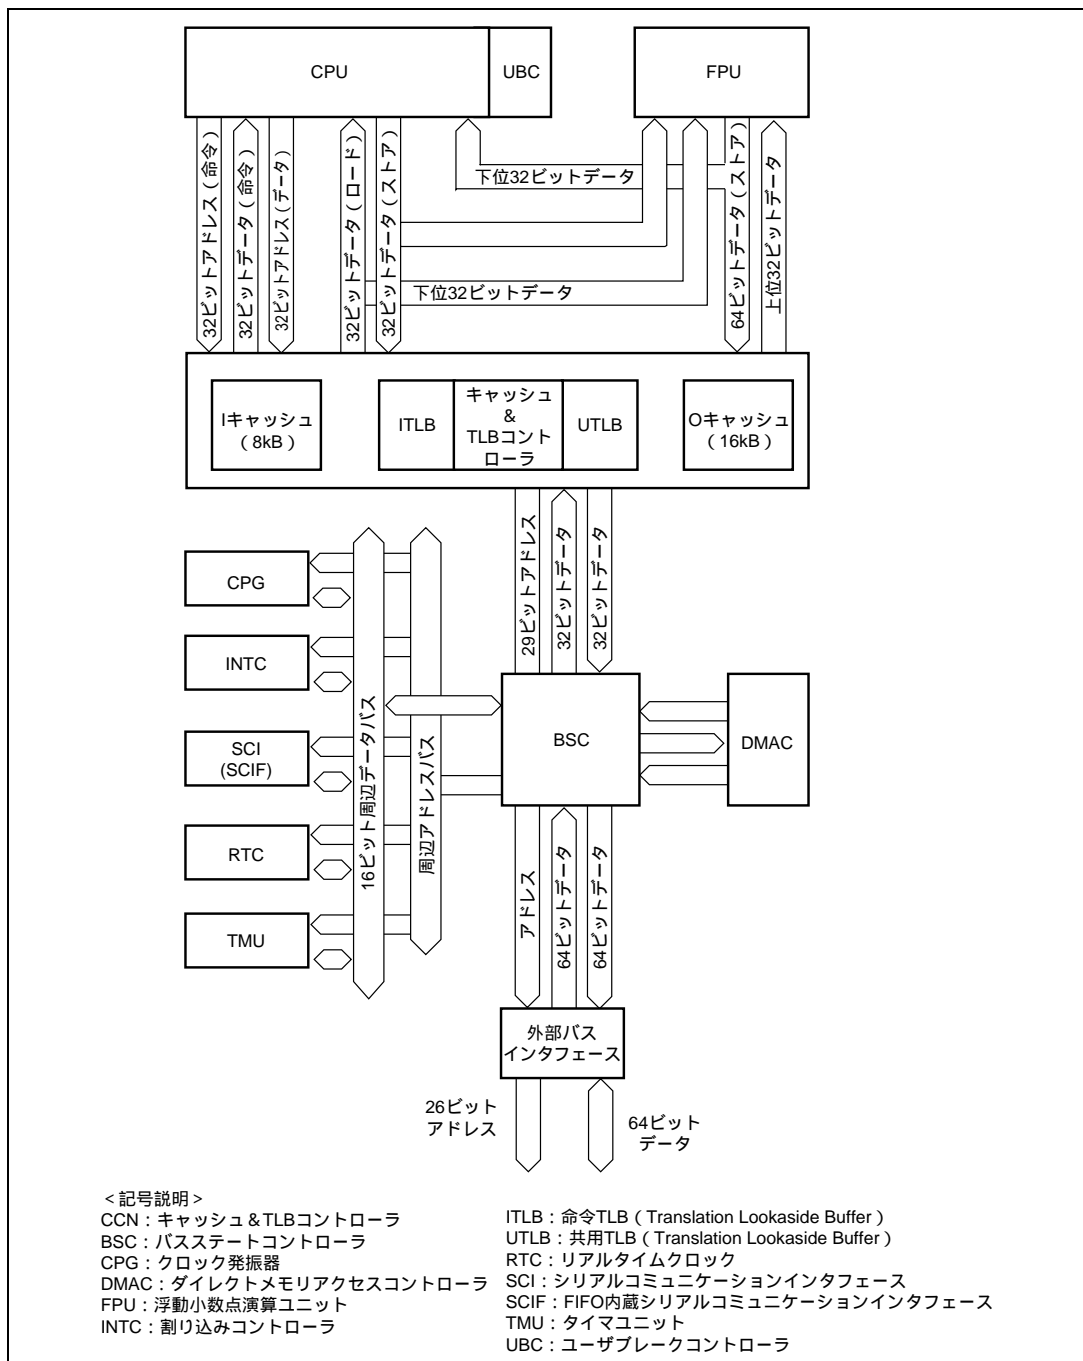 CPU
UBC
FPU
32ビットアドレス(命令)
32ビットデータ(命令)
32ビットアドレス(データ)
32ビットデータ(ロード)
32ビットデータ(ストア)
下位32ビットデータ
下位32ビットデータ
64ビットデータ(ストア)
上位32ビットデータ
Iキャッシュ
(8kB)
ITLB
キャッシュ
&
TLBコント
ローラ
UTLB
Oキャッシュ
(16kB)
29ビットアドレス
32ビットデータ
32ビットデータ
CPG
INTC
SCI
(SCIF)
RTC
TMU
16ビット周辺データバス
周辺アドレスバス
BSC
DMAC
アドレス
64ビットデータ
64ビットデータ
外部バス
インタフェース
26ビット
アドレス
64ビット
データ
<記号説明>
CCN:キャッシュ&TLBコントローラ
BSC:バスステートコントローラ
CPG:クロック発振器
DMAC:ダイレクトメモリアクセスコントローラ
FPU:浮動小数点演算ユニット
INTC:割り込みコントローラ
ITLB:命令TLB(Translation Lookaside Buffer)
UTLB:共用TLB(Translation Lookaside Buffer)
RTC:リアルタイムクロック
SCI:シリアルコミュニケーションインタフェース
SCIF:FIFO内蔵シリアルコミュニケーションインタフェース
TMU:タイマユニット
UBC:ユーザブレークコントローラ